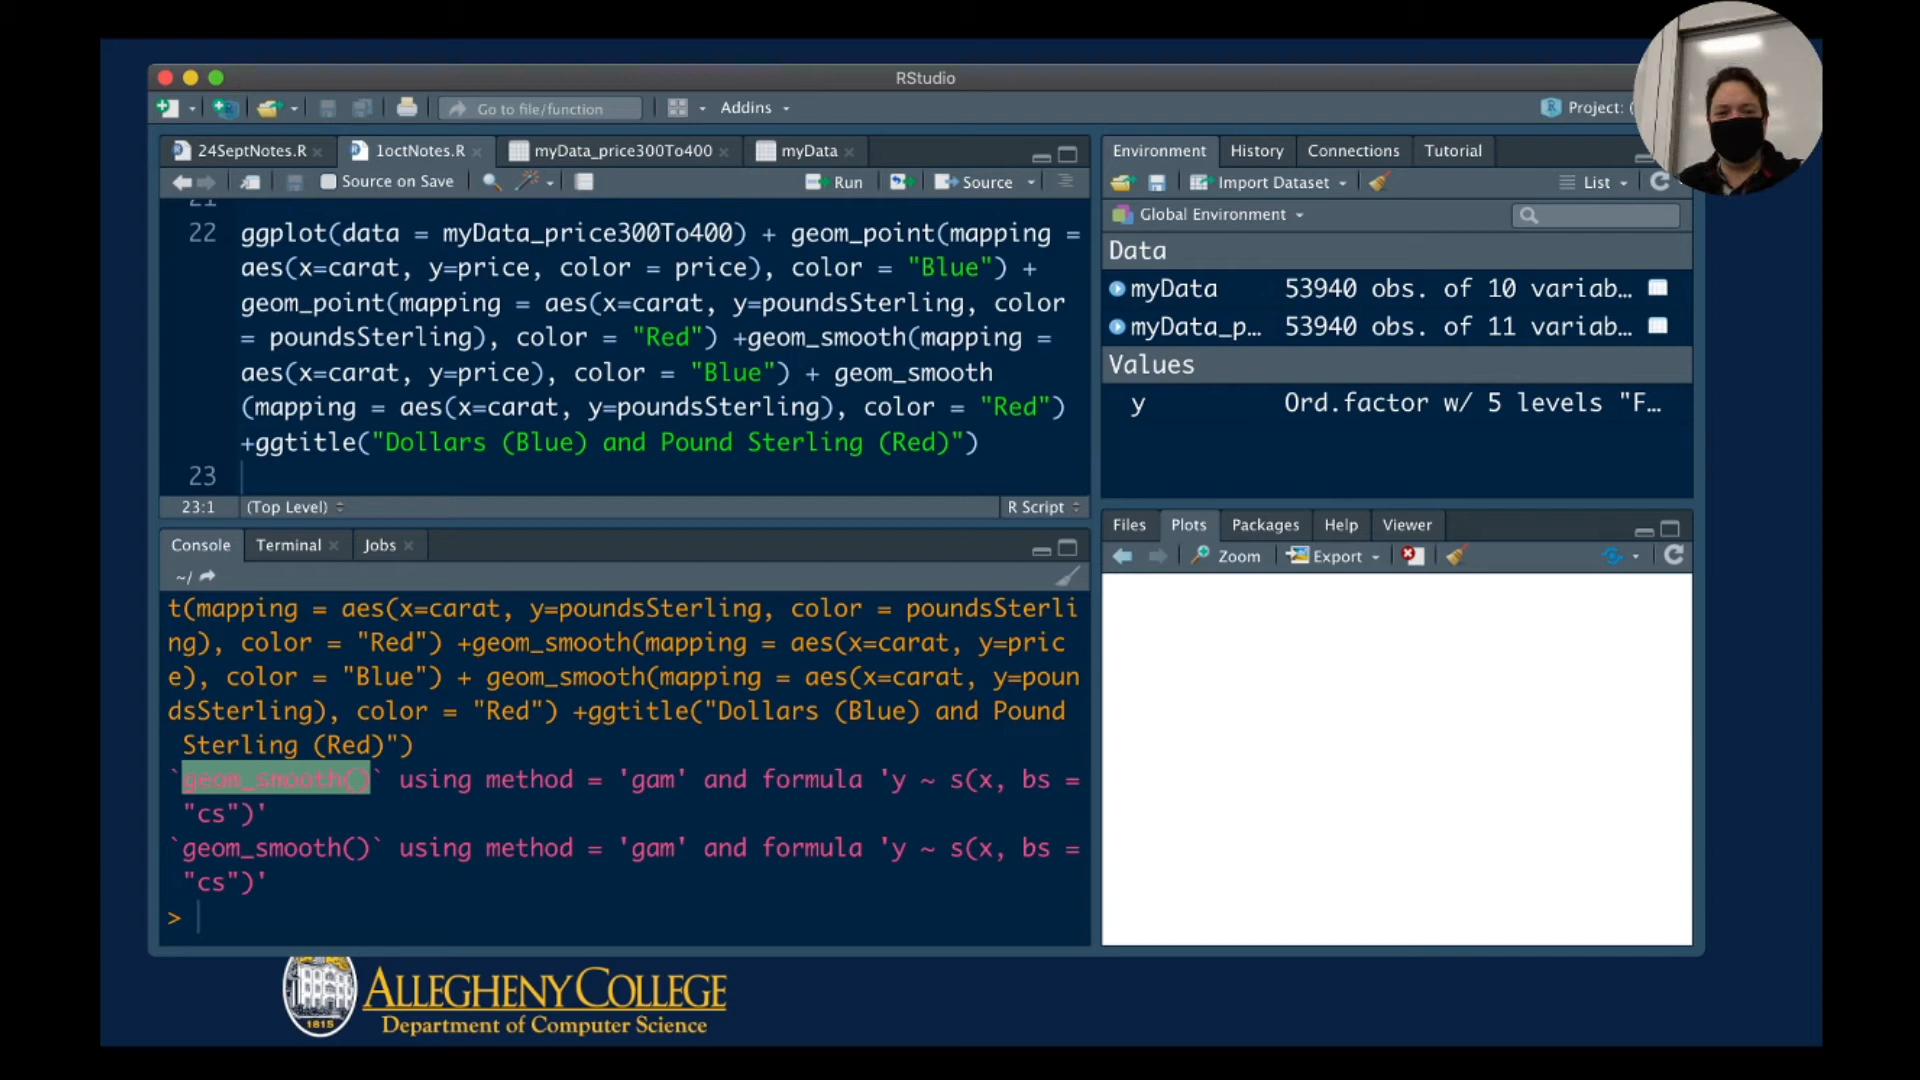 RStudio
Go to file/function
Addins
Project: (
24SeptNotes.R
1octNotes.R
myData_price300To400
myData
Source on Save
Run
Source
21
22 ggplot(data = myData_price300To400) + geom_point(mapping =
aes(x=carat, y=price, color = price), color = "Blue") +
geom_point(mapping = aes(x=carat, y=poundsSterling, color
= poundsSterling), color = "Red") +geom_smooth(mapping =
aes(x=carat, y=price), color = "Blue") + geom_smooth
(mapping = aes(x=carat, y=poundsSterling), color = "Red")
+ggtitle("Dollars (Blue) and Pound Sterling (Red)")
23
23:1 (Top Level) R Script
Console Terminal Jobs
~/
t(mapping = aes(x=carat, y=poundsSterling, color = poundsSterli
ng), color = "Red") +geom_smooth(mapping = aes(x=carat, y=pric
e), color = "Blue") + geom_smooth(mapping = aes(x=carat, y=poun
dsSterling), color = "Red") +ggtitle("Dollars (Blue) and Pound
Sterling (Red)")
`geom_smooth()` using method = 'gam' and formula 'y ~ s(x, bs =
"cs")'
`geom_smooth()` using method = 'gam' and formula 'y ~ s(x, bs =
"cs")'
>
Environment History Connections Tutorial
Import Dataset
List
Global Environment
Data
myData 53940 obs. of 10 variab…
myData_p… 53940 obs. of 11 variab…
Values
y Ord.factor w/ 5 levels "F…
Files Plots Packages Help Viewer
Zoom Export
1815
ALLEGHENY COLLEGE
Department of Computer Science